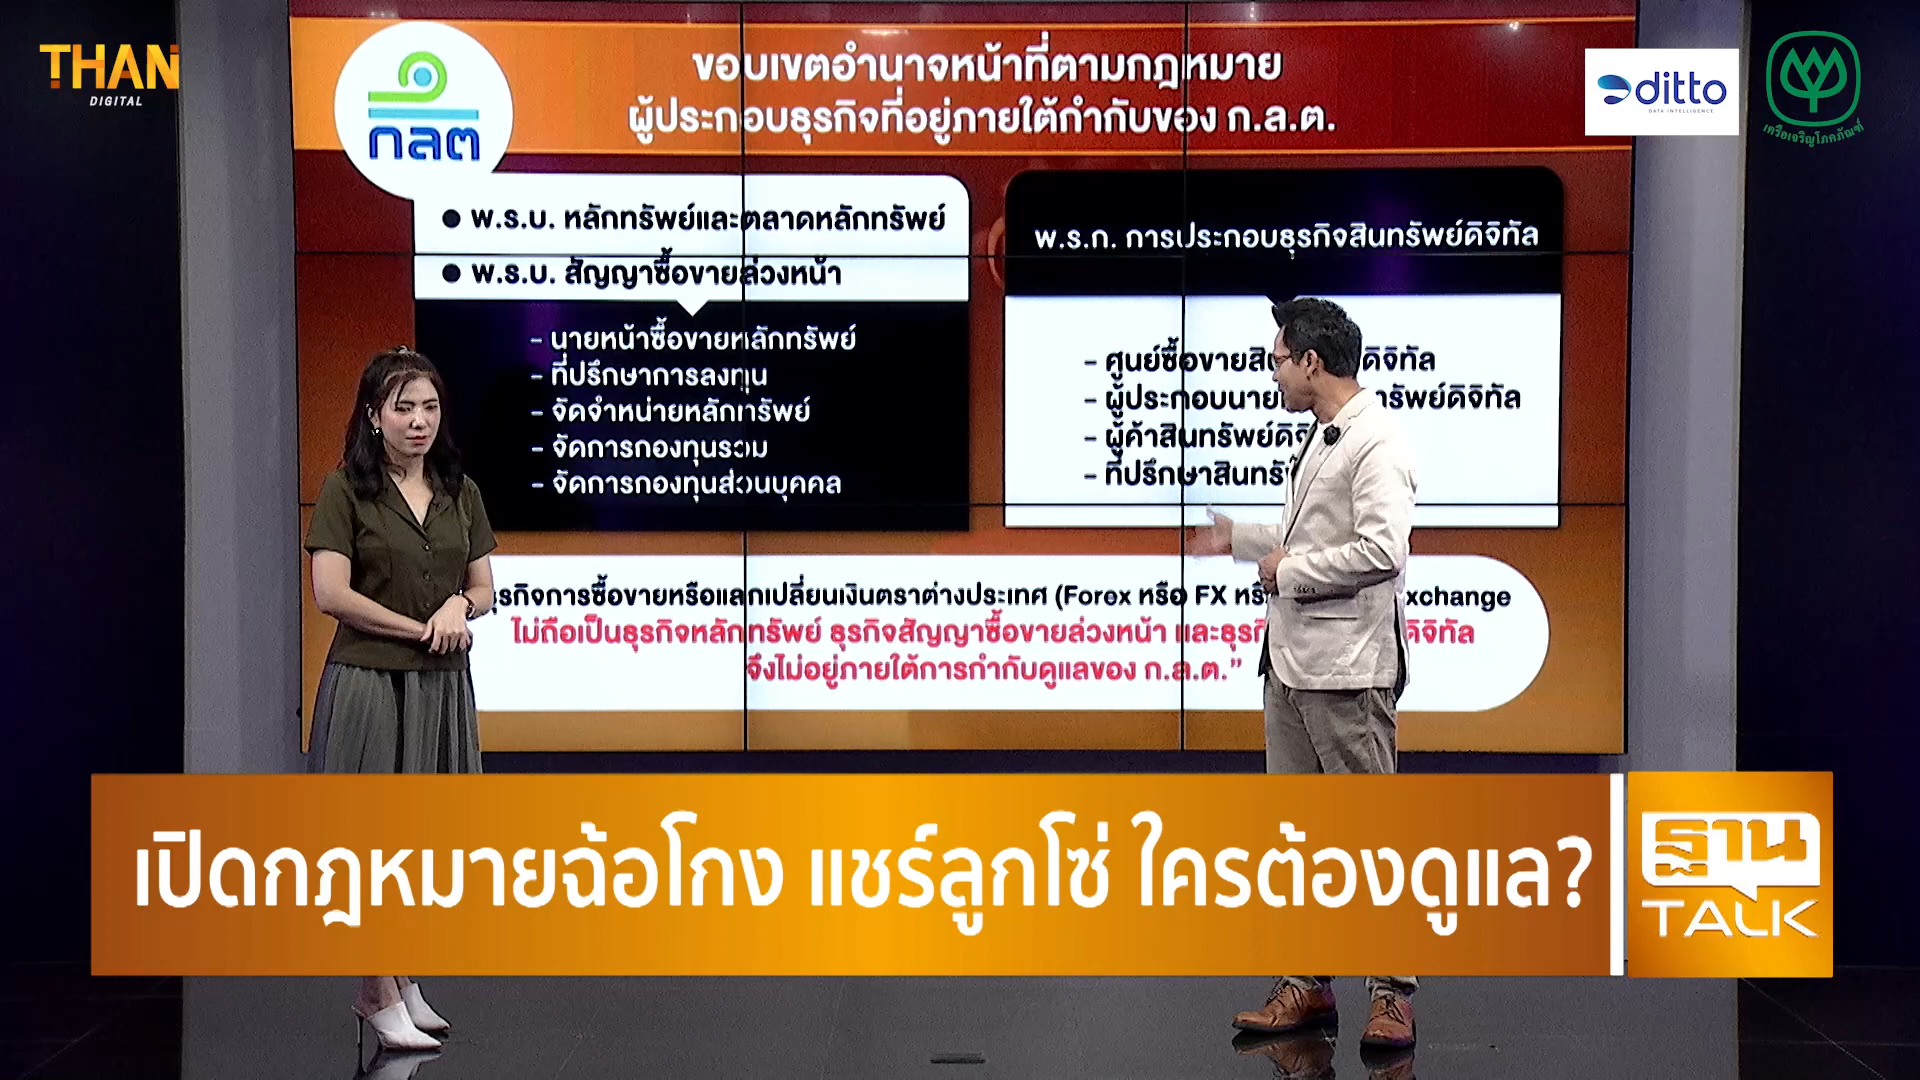 THAN
DIGITAL
กลต
ขอบเขตอำนาจหน้าที่ตามกฎหมาย
ผู้ประกอบธุรกิจที่อยู่ภายใต้กำกับของ ก.ล.ต.
ditto
DATA INTELLIGENCE
เครือเจริญโภคภัณฑ์
● พ.ร.บ. หลักทรัพย์และตลาดหลักทรัพย์
● พ.ร.บ. สัญญาซื้อขายล่วงหน้า
- นายหน้าซื้อขายหลักทรัพย์
- ที่ปรึกษาการลงทุน
- จัดจำหน่ายหลักทรัพย์
- จัดการกองทุนรวม
- จัดการกองทุนส่วนบุคคล
พ.ร.ก. การประกอบธุรกิจสินทรัพย์ดิจิทัล
- ศูนย์ซื้อขายสิน ดิจิทัล
- ผู้ประกอบนาย ทรัพย์ดิจิทัล
- ผู้ค้าสินทรัพย์ดิจิ
- ที่ปรึกษาสินทรั
ธุรกิจการซื้อขายหรือแลกเปลี่ยนเงินตราต่างประเทศ (Forex หรือ FX หรื xchange
ไม่ถือเป็นธุรกิจหลักทรัพย์ ธุรกิจสัญญาซื้อขายล่วงหน้า และธุรกิ ดิจิทัล
จึงไม่อยู่ภายใต้การกำกับดูแลของ ก.ล.ต.”
เปิดกฎหมายฉ้อโกง แชร์ลูกโซ่ ใครต้องดูแล?
ฐาน
TALK